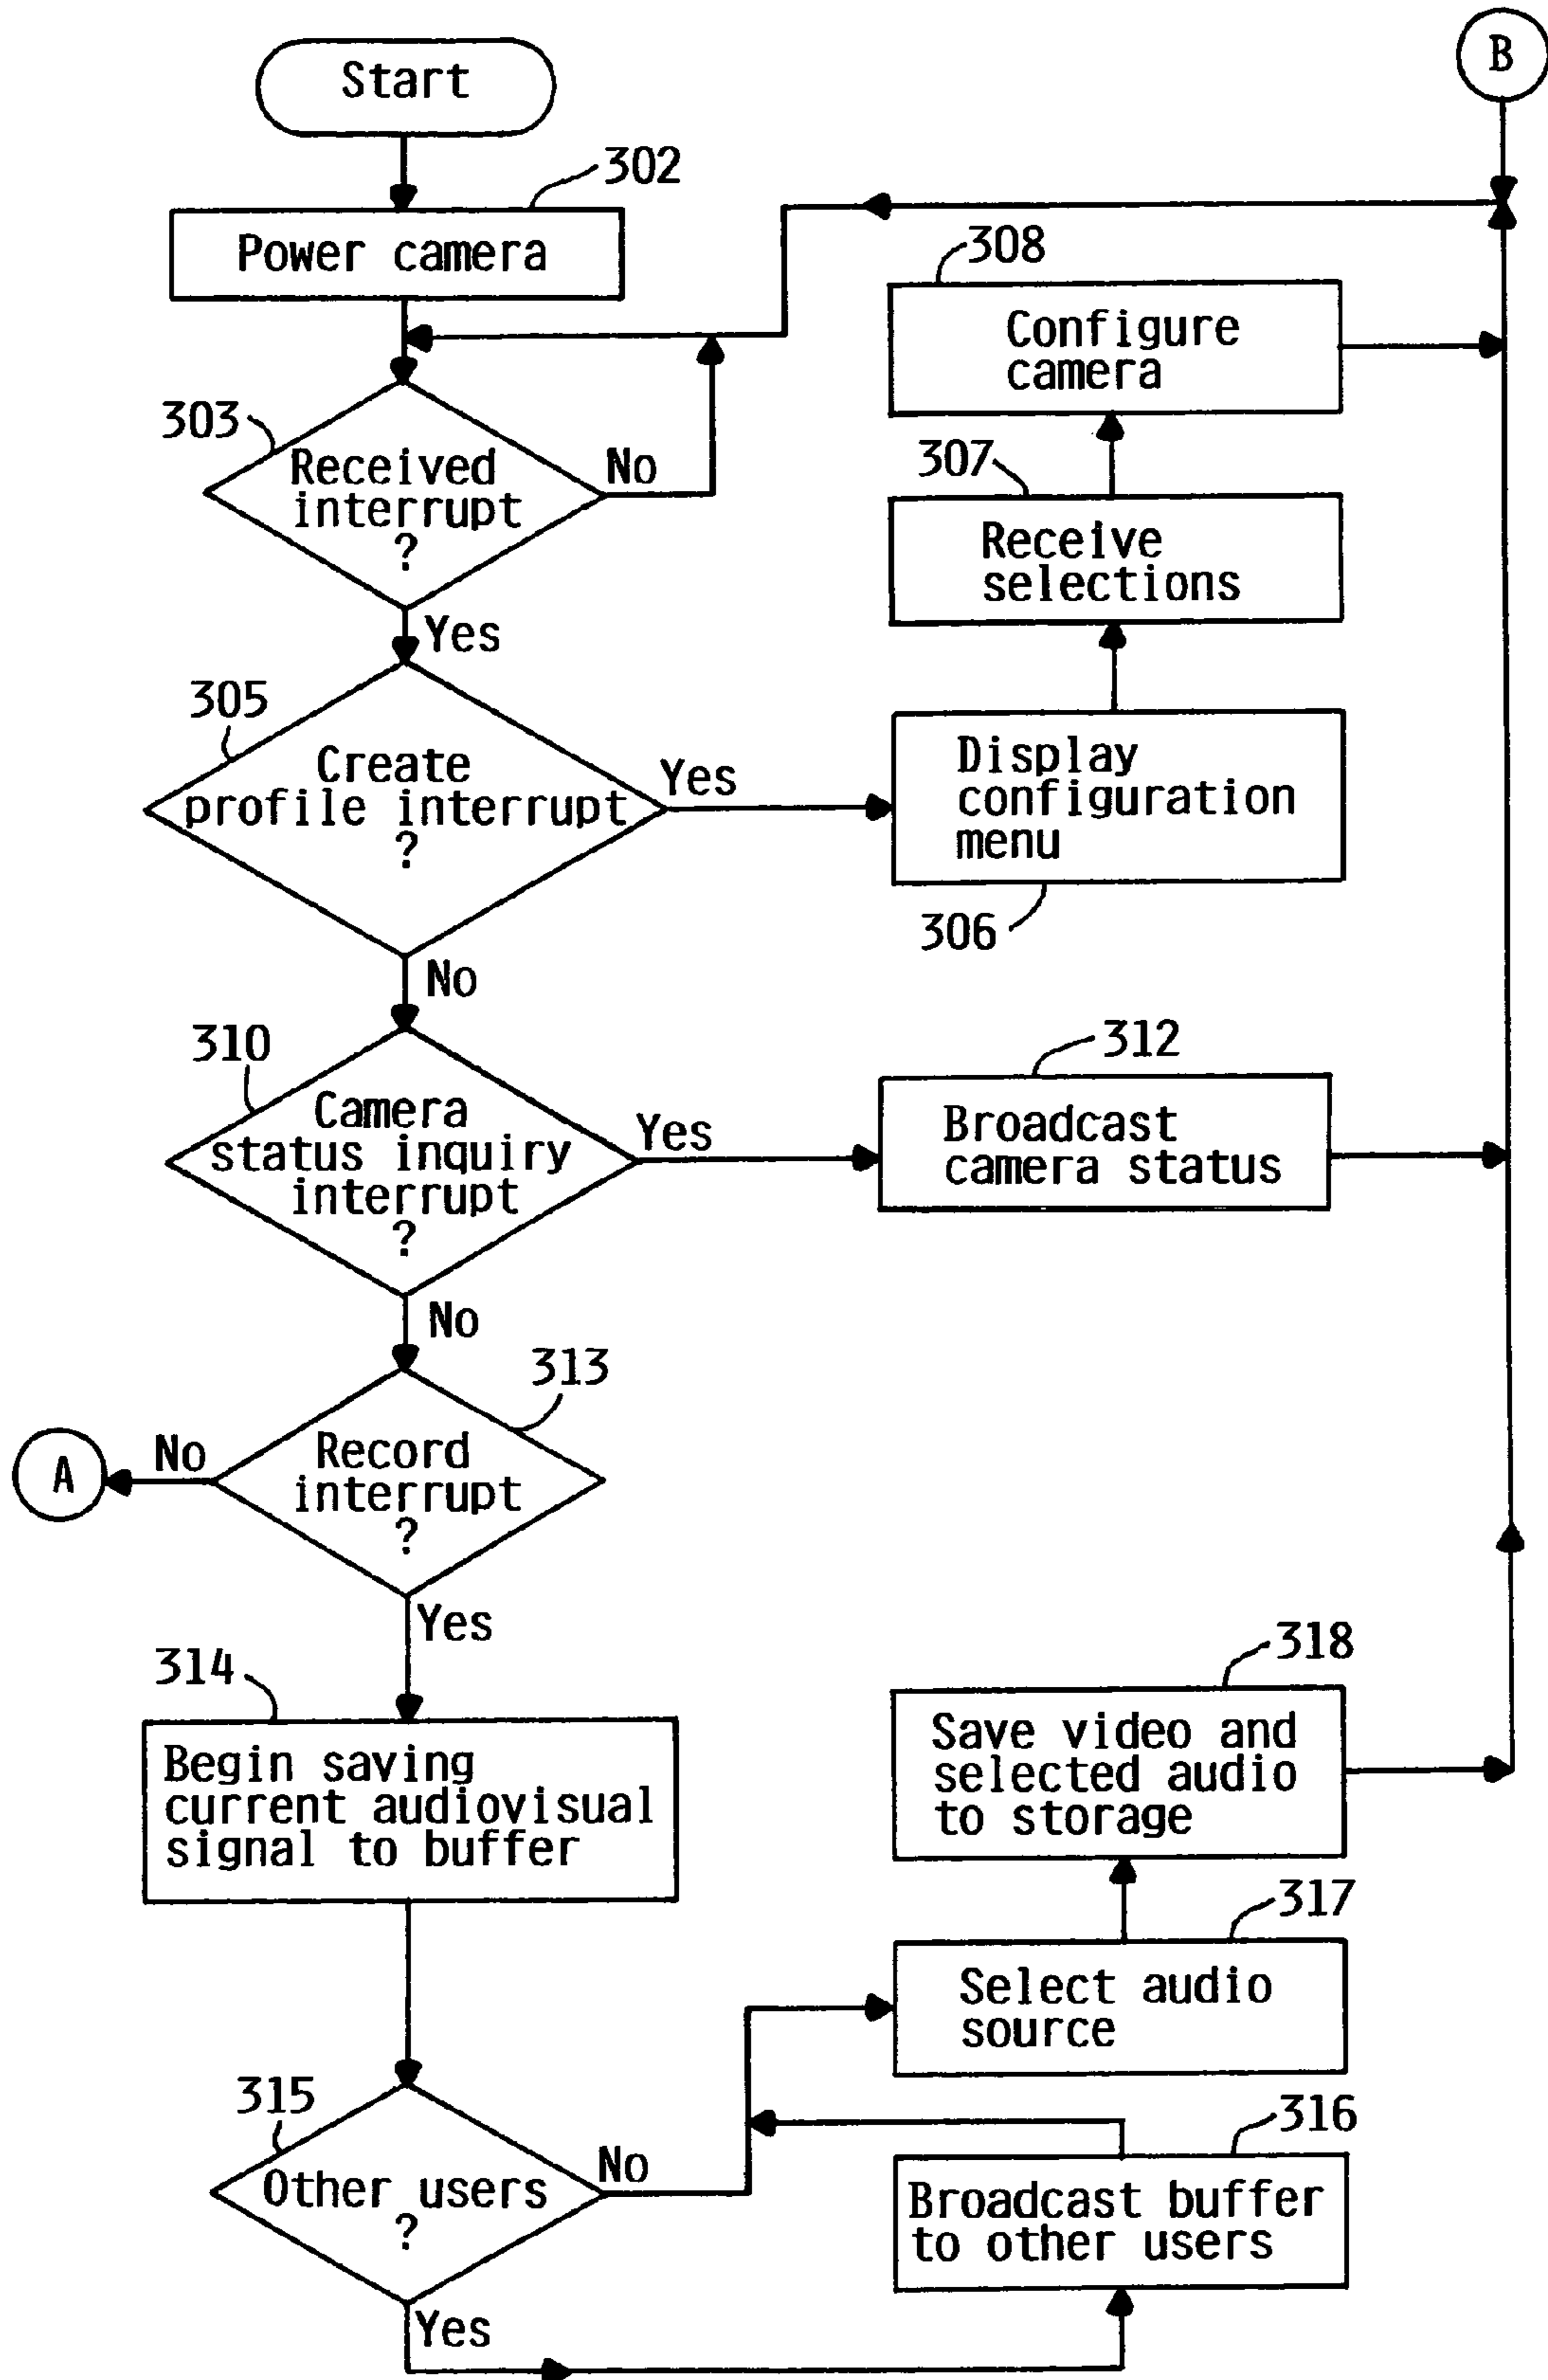 Start
B
302
Power camera
308
Configure
camera
303
Received
interrupt
?
No
307
Receive
selections
Yes
305
Create
profile interrupt
?
Yes
Display
configuration
menu
306
No
310
Camera
status inquiry
interrupt
?
Yes
312
Broadcast
camera status
No
313
Record
interrupt
?
No
A
Yes
314
Begin saving
current audiovisual
signal to buffer
318
Save video and
selected audio
to storage
317
Select audio
source
315
Other users
?
No
316
Broadcast buffer
to other users
Yes